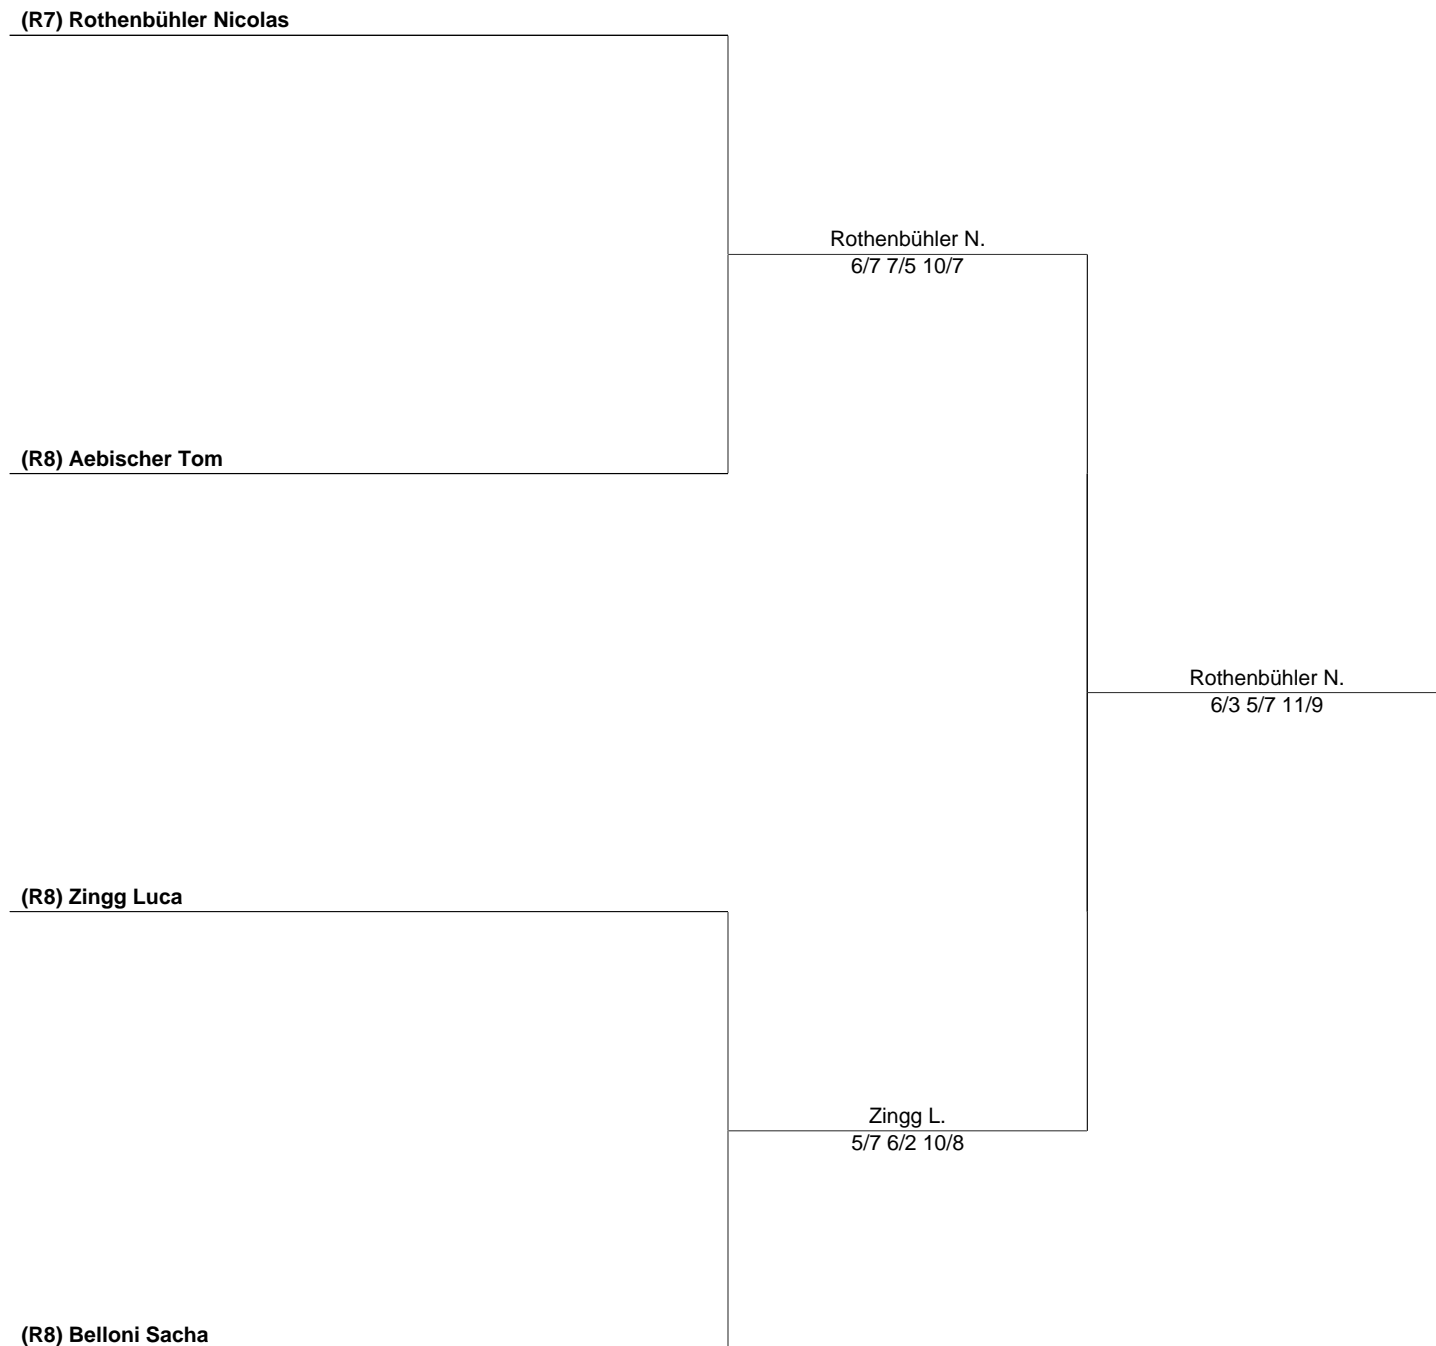 (R7) Rothenbühler Nicolas
Rothenbühler N.
6/7 7/5 10/7
(R8) Aebischer Tom
Rothenbühler N.
6/3 5/7 11/9
(R8) Zingg Luca
Zingg L.
5/7 6/2 10/8
(R8) Belloni Sacha